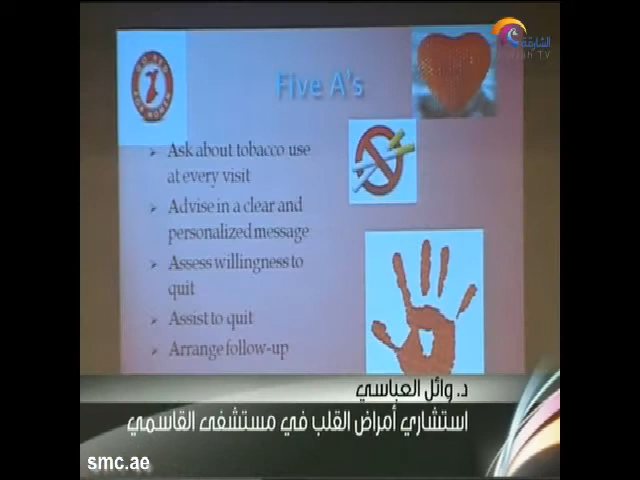 الشارقة
Five A's
Ask about tobacco use
at every visit
Advise in a clear and
personalized message
Assess willingness to
quit
Assist to quit
Arrange follow-up
د. وائل العباسي
استشاري أمراض القلب في مستشفى القاسمي
smc.ae